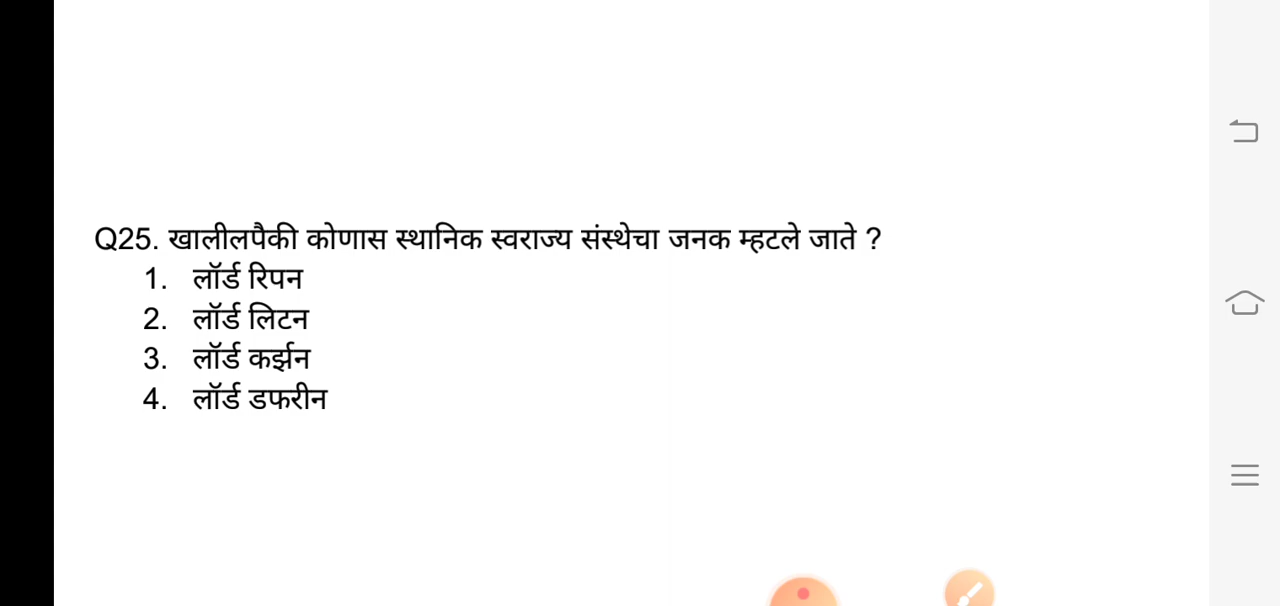 Q25. खालीलपैकी कोणास स्थानिक स्वराज्य संस्थेचा जनक म्हटले जाते ?
1. लॉर्ड रिपन
2. लॉर्ड लिटन
3. लॉर्ड कर्झन
4. लॉर्ड डफरीन